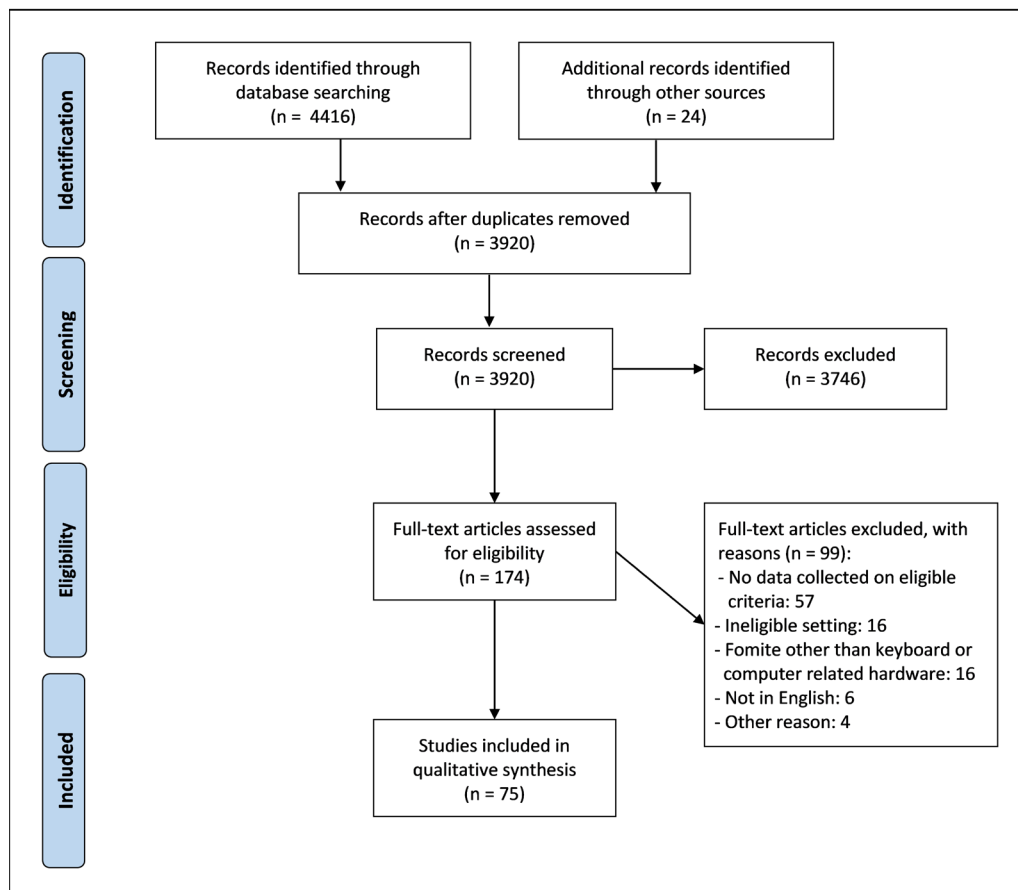 Identification
Records identified through
database searching
(n = 4416)
Additional records identified
through other sources
(n = 24)
Records after duplicates removed
(n = 3920)
Screening
Records screened
(n = 3920)
Records excluded
(n = 3746)
Eligibility
Full-text articles assessed
for eligibility
(n = 174)
Full-text articles excluded, with
reasons (n = 99):
- No data collected on eligible
criteria: 57
- Ineligible setting: 16
- Fomite other than keyboard or
computer related hardware: 16
- Not in English: 6
- Other reason: 4
Included
Studies included in
qualitative synthesis
(n = 75)